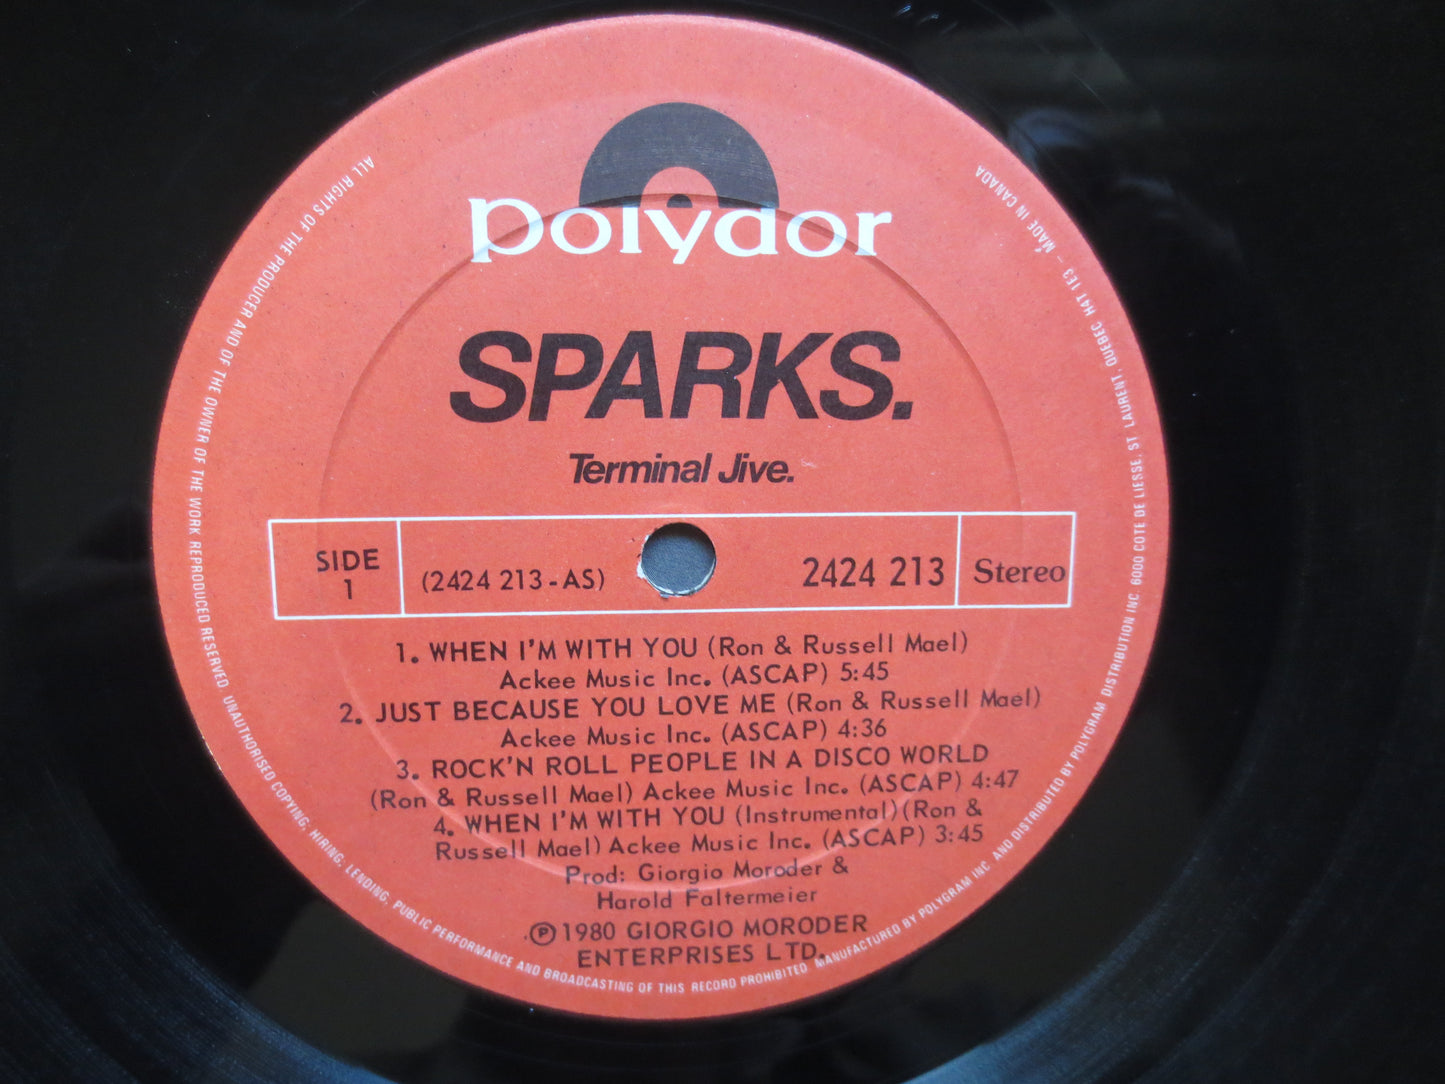 polydor
SPARKS.
Terminal Jive.
SIDE
1
(2424 213-AS)
2424 213
Stereo
1. WHEN I'M WITH YOU (Ron & Russell Mael)
Ackee Music Inc. (ASCAP) 5:45
2. JUST BECAUSE YOU LOVE ME (Ron & Russell Mael)
Ackee Music Inc. (ASCAP) 4:36
3. ROCK'N ROLL PEOPLE IN A DISCO WORLD
(Ron & Russell Mael) Ackee Music Inc. (ASCAP) 4:47
4. WHEN I'M WITH YOU (Instrumental)(Ron &
Russell Mael) Ackee Music Inc. (ASCAP) 3:45
Prod: Giorgio Moroder &
Harold Faltermeier
℗1980 GIORGIO MORODER
ENTERPRISES LTD.
ALL RIGHTS OF THE PRODUCER AND OF THE OWNER OF THE WORK REPRODUCED RESERVED UNAUTHORISED COPYING, HIRING, LENDING, PUBLIC PERFORMANCE AND BROADCASTING OF THIS RECORD PROHIBITED MANUFACTURED BY POLYGRAM INC AND DISTRIBUTED BY POLYGRAM DISTRIBUTION INC. 6000 COTE DE LIESSE, ST LAURENT, QUEBEC H4T 1E3 – MADE IN CANADA